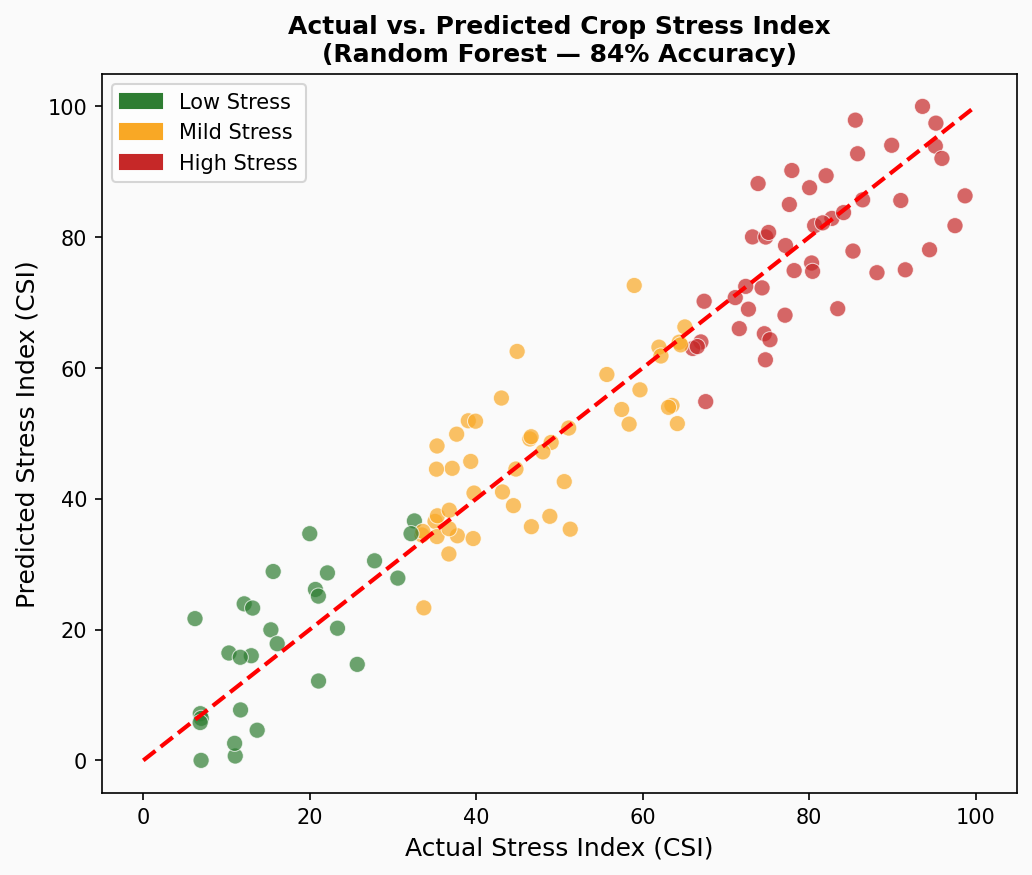 Actual vs. Predicted Crop Stress Index
(Random Forest — 84% Accuracy)
Low Stress
Mild Stress
High Stress
100
80
60
40
20
0
Predicted Stress Index (CSI)
0 20 40 60 80 100
Actual Stress Index (CSI)